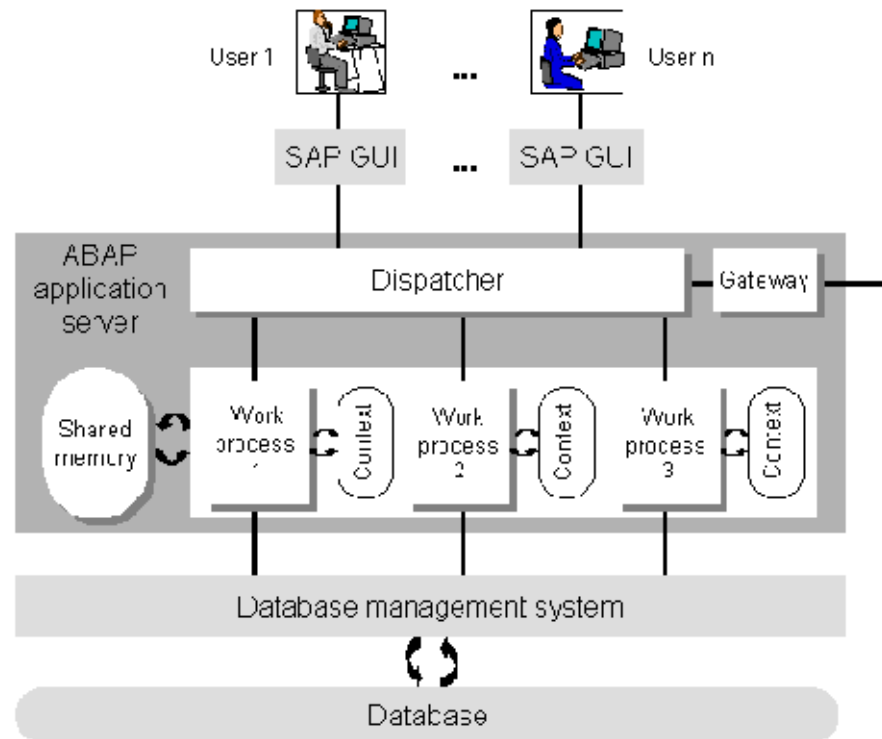 User 1
...
User n
SAP GUI
...
SAP GUI
ABAP
application
server
Dispatcher
Gateway
Shared
memory
Work
process
1
Context
Work
process
2
Context
Work
process
3
Context
Database management system
Database